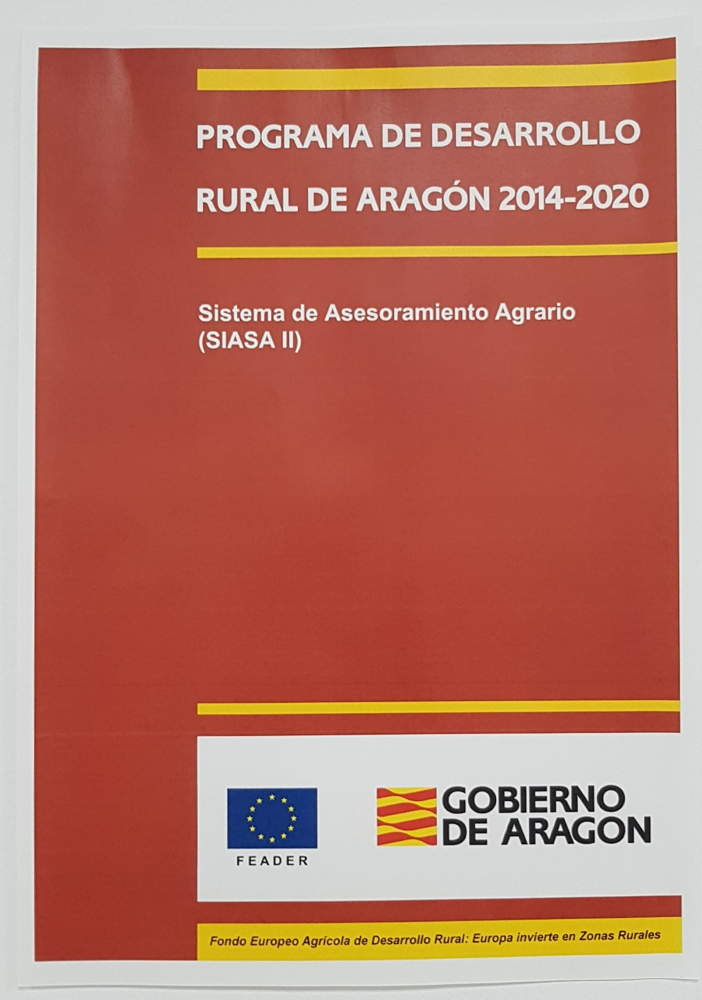 PROGRAMA DE DESARROLLO
RURAL DE ARAGÓN 2014-2020
Sistema de Asesoramiento Agrario
(SIASA II)
FEADER
GOBIERNO
DE ARAGON
Fondo Europeo Agrícola de Desarrollo Rural: Europa invierte en Zonas Rurales